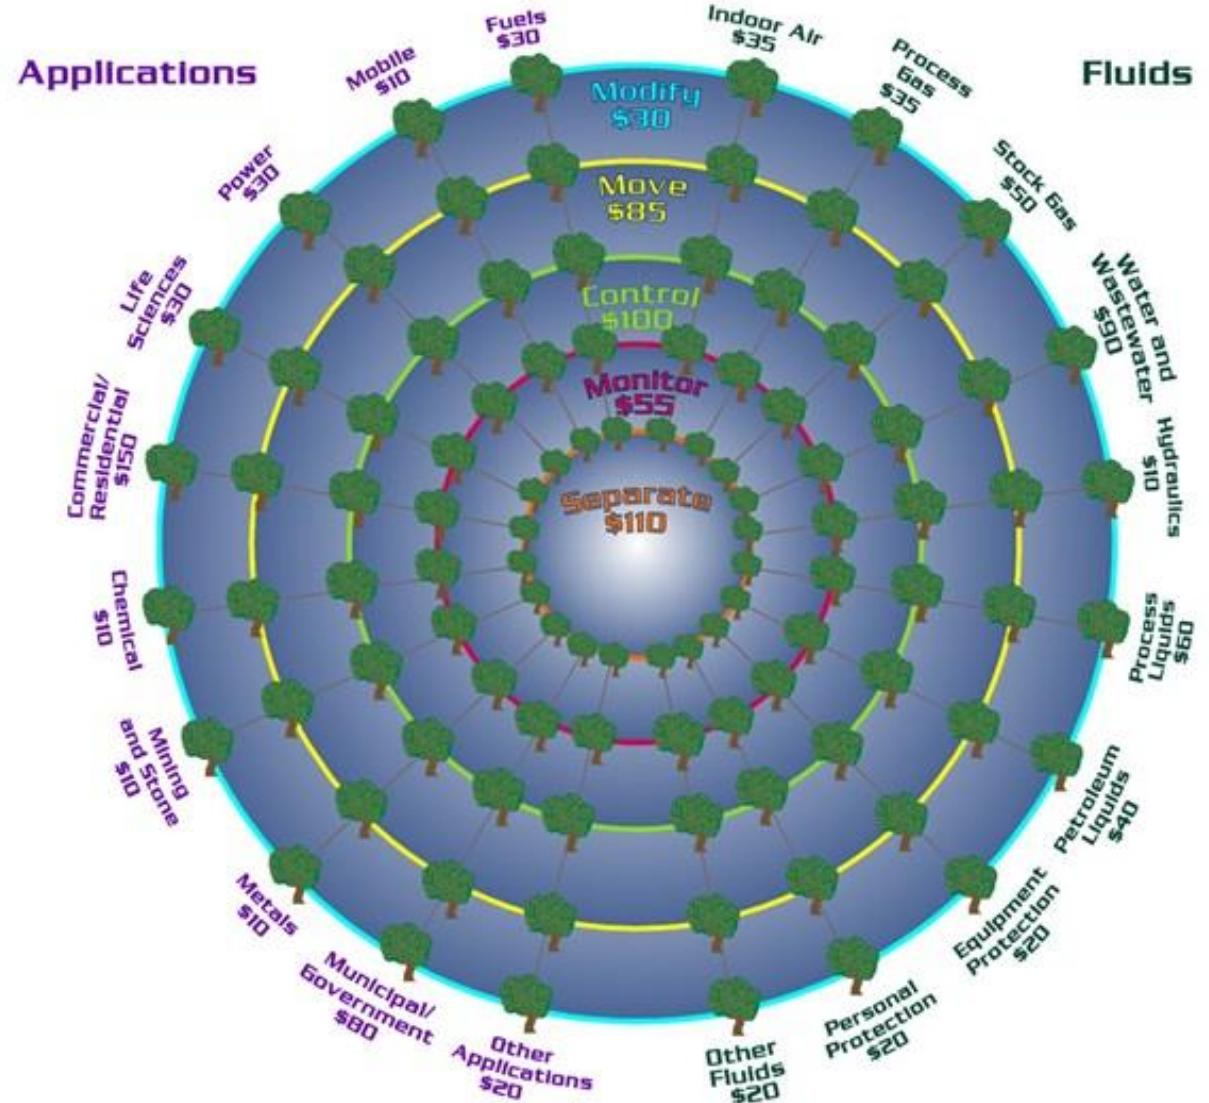 Applications
Fluids
Fuels
$30
Mobile
$10
Power
$30
Life
Sciences
$30
Commercial/
Residential
$150
Chemical
$10
Mining
and Stone
$10
Metals
$10
Municipal/
Government
$80
Other
Applications
$20
Indoor Air
$35
Process
Gas
$35
Stock Gas
$50
Water and
Wastewater
$90
Hydraulics
$10
Process
Liquids
$60
Petroleum
Liquids
$40
Equipment
Protection
$20
Personal
Protection
$20
Other
Fluids
$20
Modify
$30
Move
$85
Control
$100
Monitor
$55
Separate
$110